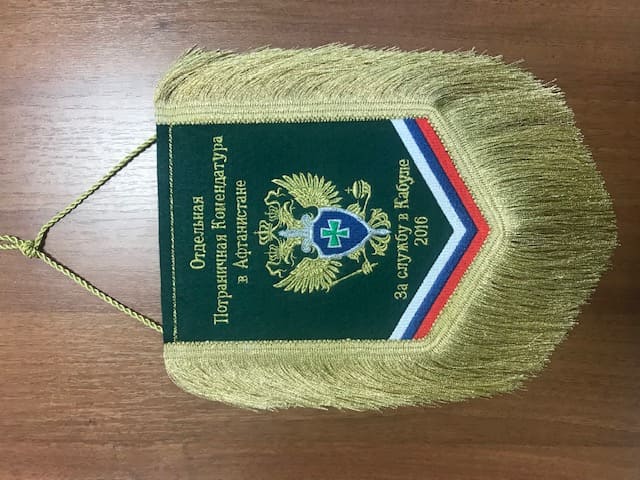 Отдельная
Пограничная Комендатура
в Афганистане
За службу в Кабуле
2016